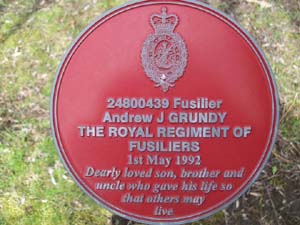 24800439 Fusilier
Andrew J GRUNDY
THE ROYAL REGIMENT OF
FUSILIERS
1st May 1992
Dearly loved son, brother and
uncle who gave his life so
that others may
live